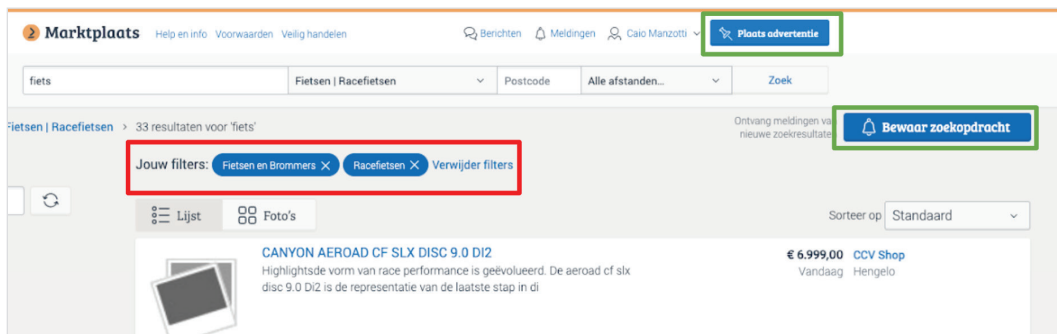 Marktplaats Help en info Voorwaarden Veilig handelen Berichten Meldingen Caio Manzotti Plaats advertentie
fiets Fietsen | Racefietsen Postcode Alle afstanden... Zoek
Fietsen | Racefietsen > 33 resultaten voor 'fiets'
Ontvang meldingen van
nieuwe zoekresultaten
Bewaar zoekopdracht
Jouw filters: Fietsen en Brommers X Racefietsen X Verwijder filters
Lijst Foto's Sorteer op Standaard
CANYON AEROAD CF SLX DISC 9.0 DI2 € 6.999,00 CCV Shop
Highlightsde vorm van race performance is geëvolueerd. De aeroad cf slx Vandaag Hengelo
disc 9.0 Di2 is de representatie van de laatste stap in di